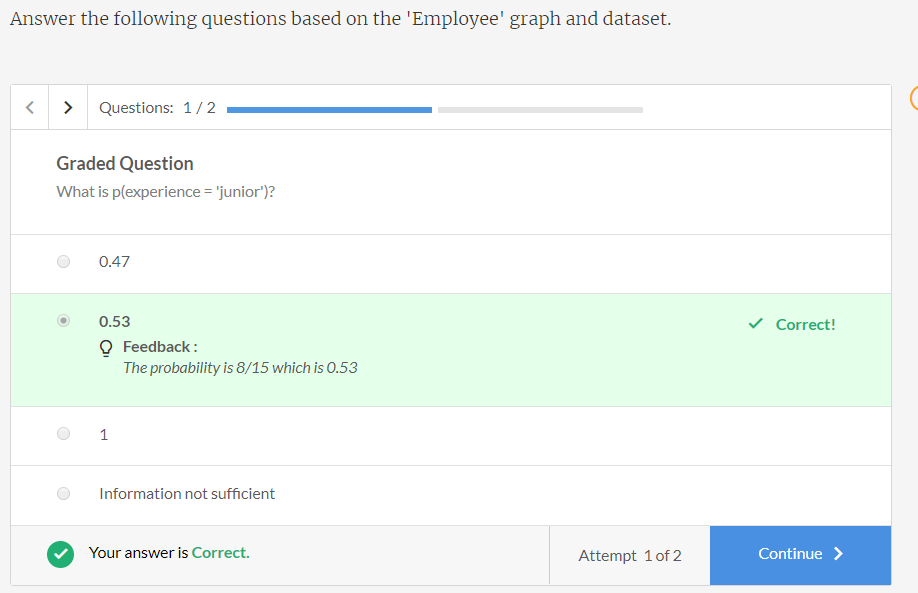 Answer the following questions based on the 'Employee' graph and dataset.
Questions: 1 / 2
Graded Question
What is p(experience = 'junior')?
0.47
0.53
Correct!
Feedback :
The probability is 8/15 which is 0.53
1
Information not sufficient
Your answer is Correct.
Attempt 1 of 2
Continue